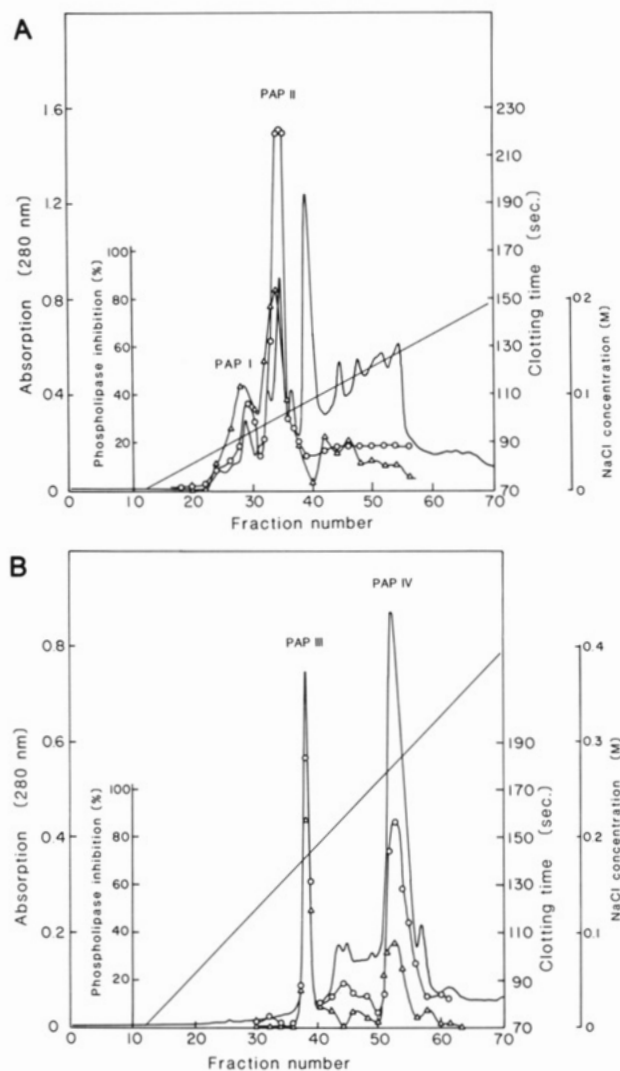 A
PAP II
PAP I
Absorption (280 nm)
1.6
1.2
0.8
0.4
0
Phospholipase inhibition (%)
100
80
60
40
20
Clotting time (sec.)
230
210
190
170
150
130
110
90
70
NaCl concentration (M)
0.2
0.1
0
0 10 20 30 40 50 60 70
Fraction number
B
PAP IV
PAP III
Absorption (280 nm)
0.8
0.6
0.4
0.2
0
Phospholipase inhibition (%)
100
80
60
40
20
Clotting time (sec.)
190
170
150
130
110
90
70
NaCl concentration (M)
0.4
0.3
0.2
0.1
0
0 10 20 30 40 50 60 70
Fraction number